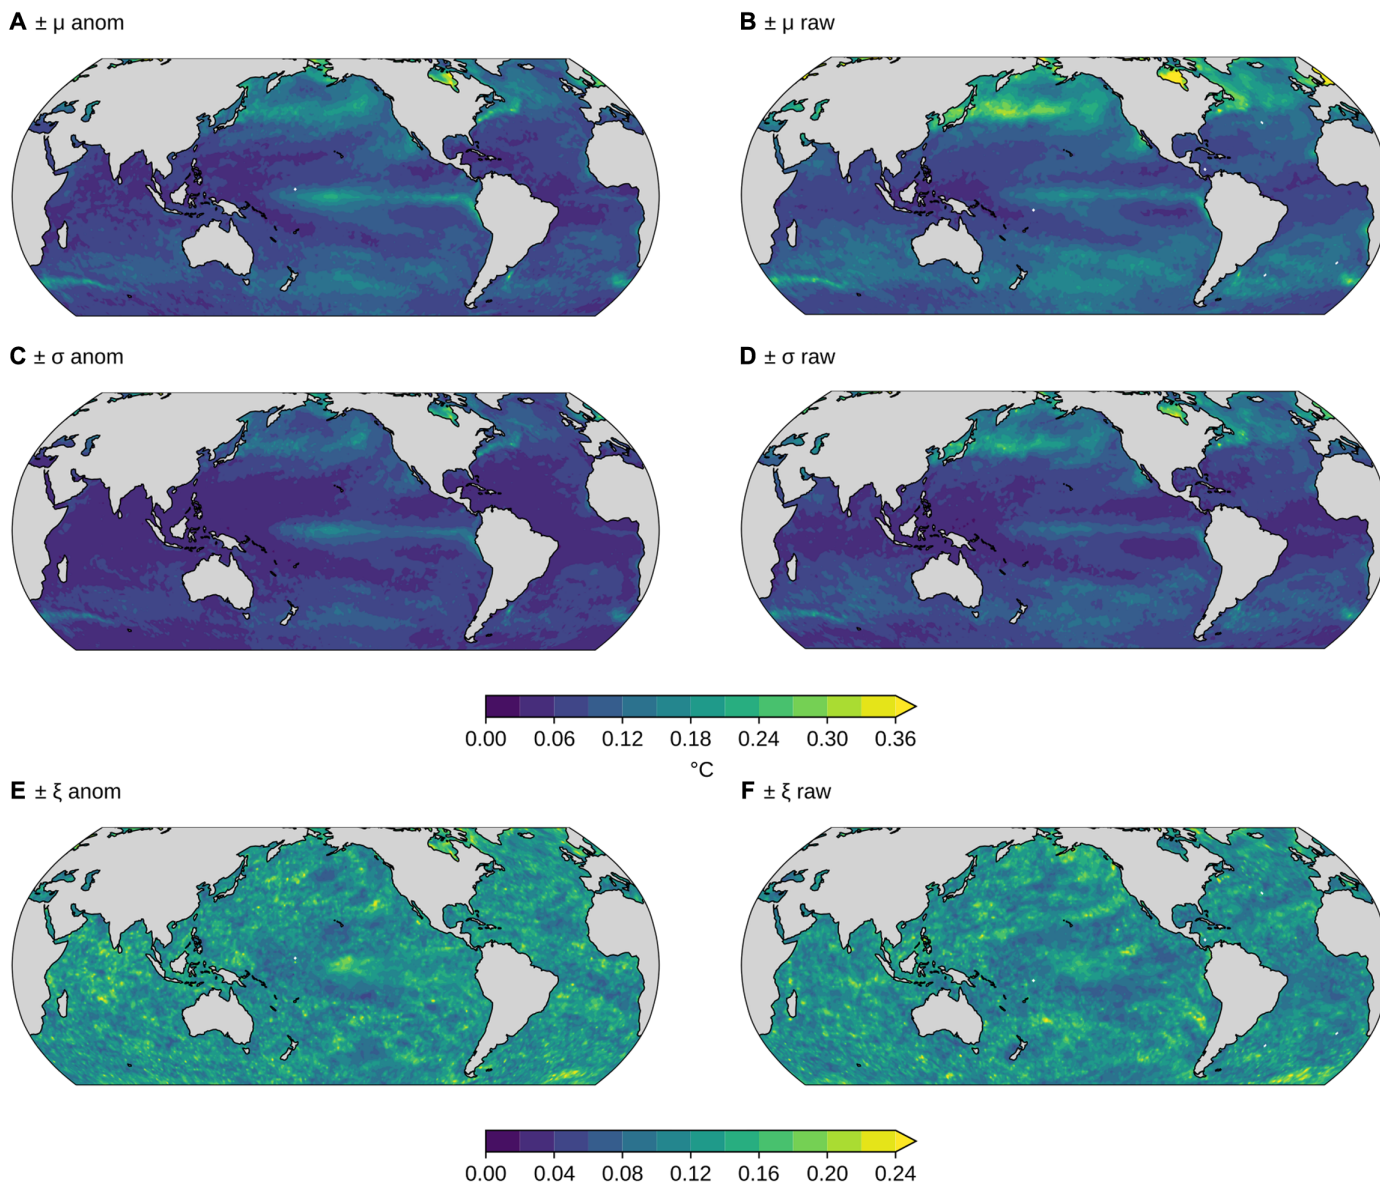 A ± μ anom
B ± μ raw
C ± σ anom
D ± σ raw
0.00 0.06 0.12 0.18 0.24 0.30 0.36
°C
E ± ξ anom
F ± ξ raw
0.00 0.04 0.08 0.12 0.16 0.20 0.24